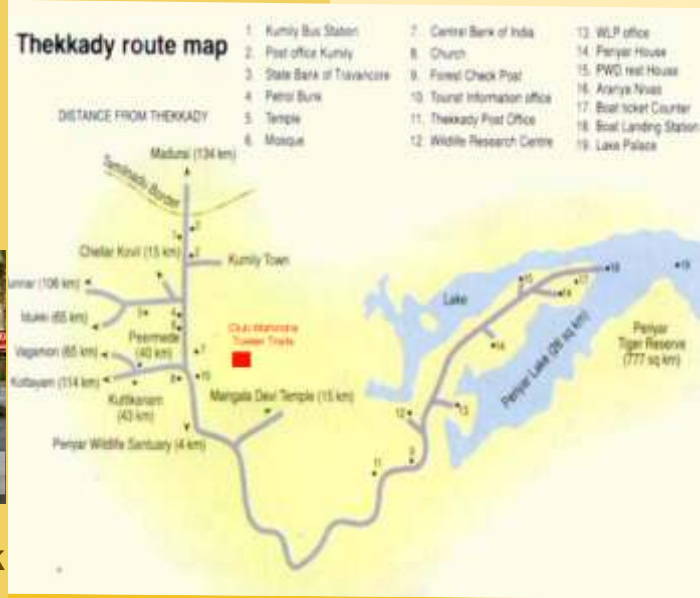 Thekkady route map
1. Kumily Bus Station
2. Post office Kumily
3. State Bank of Travancore
4. Petrol Bunk
5. Temple
6. Mosque
7. Central Bank of India
8. Church
9. Forest Check Post
10. Tourist Information office
11. Thekkady Post Office
12. Wildlife Research Centre
13. WLP office
14. Periyar House
15. PWD rest House
16. Aranya Nivas
17. Boat ticket Counter
18. Boat Landing Station
19. Lake Palace
DISTANCE FROM THEKKADY
Madurai (134 km)
Tamilnadu Border
Chellar Kovil (15 km)
Kumily Town
unnar (106 km)
Idukki (65 km)
Peermede
(40 km)
Vagamon (65 km)
Kottayam (114 km)
Kuttikanam
(43 km)
Club Mahindra
Tusker Trails
Mangala Devi Temple (15 km)
Periyar Wildlife Santuary (4 km)
Lake
Periyar Lake (26 sq km)
Periyar
Tiger Reserve
(777 sq km)